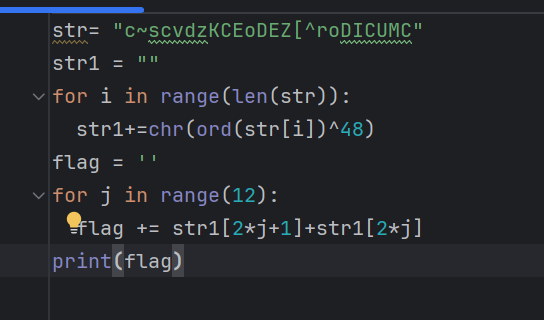 str= "c~scvdzKCEoDEZ[^roDICUMC"
str1 = ""
for i in range(len(str)):
  str1+=chr(ord(str[i])^48)
flag = ''
for j in range(12):
  flag += str1[2*j+1]+str1[2*j]
print(flag)